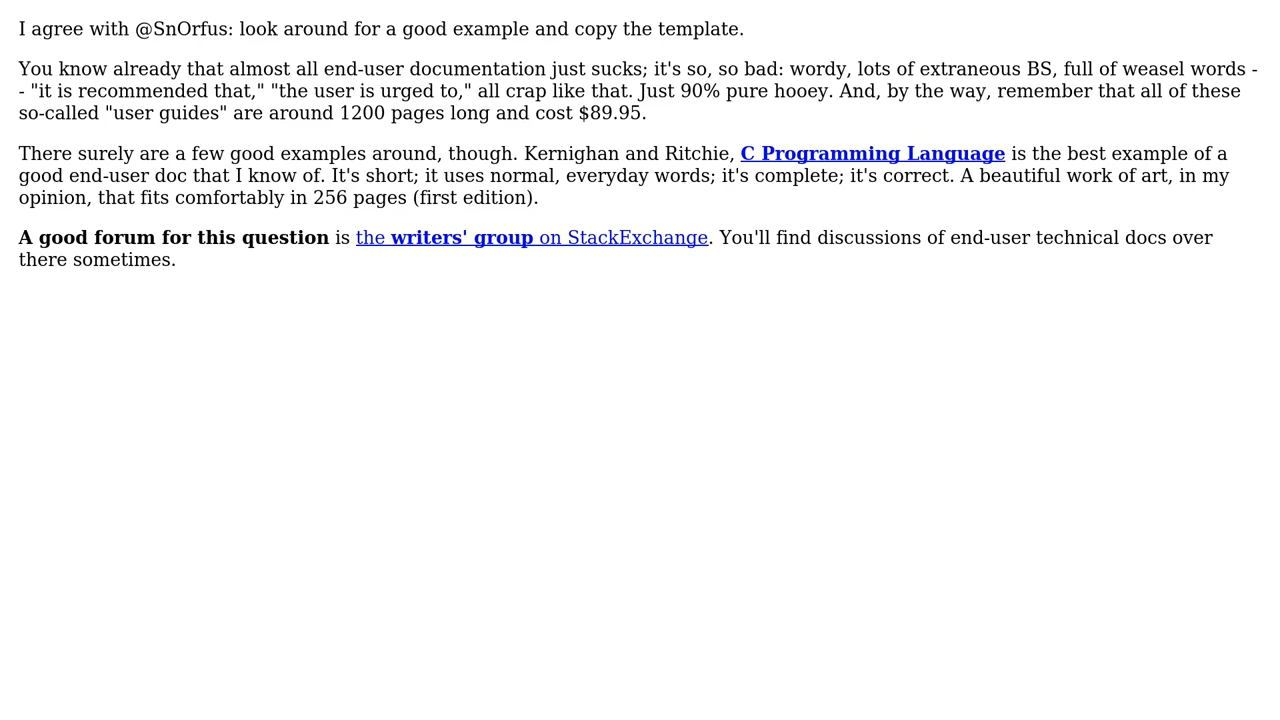 I agree with @SnOrfus: look around for a good example and copy the template.
You know already that almost all end-user documentation just sucks; it's so, so bad: wordy, lots of extraneous BS, full of weasel words -
- "it is recommended that," "the user is urged to," all crap like that. Just 90% pure hooey. And, by the way, remember that all of these
so-called "user guides" are around 1200 pages long and cost $89.95.
There surely are a few good examples around, though. Kernighan and Ritchie, C Programming Language is the best example of a
good end-user doc that I know of. It's short; it uses normal, everyday words; it's complete; it's correct. A beautiful work of art, in my
opinion, that fits comfortably in 256 pages (first edition).
A good forum for this question is the writers' group on StackExchange. You'll find discussions of end-user technical docs over
there sometimes.